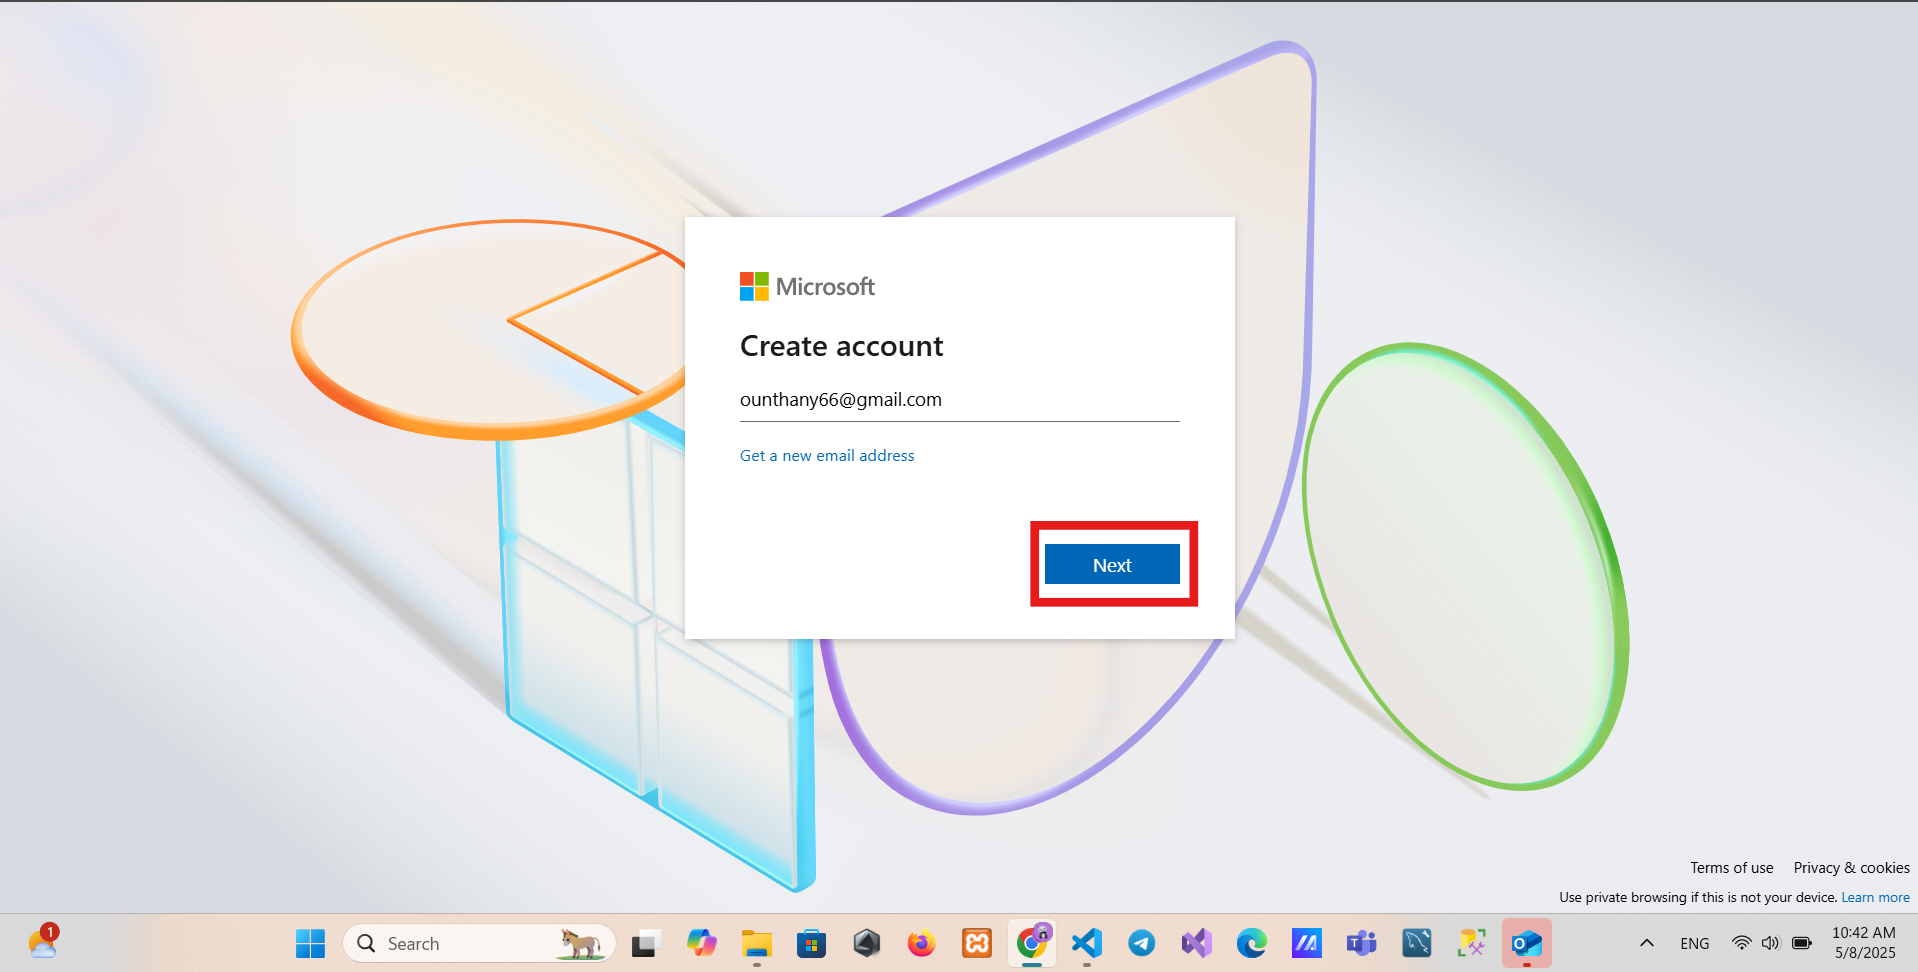 Microsoft
Create account
ounthany66@gmail.com
Get a new email address
Next
Terms of use Privacy & cookies
Use private browsing if this is not your device. Learn more
1
Search
ENG
10:42 AM
5/8/2025